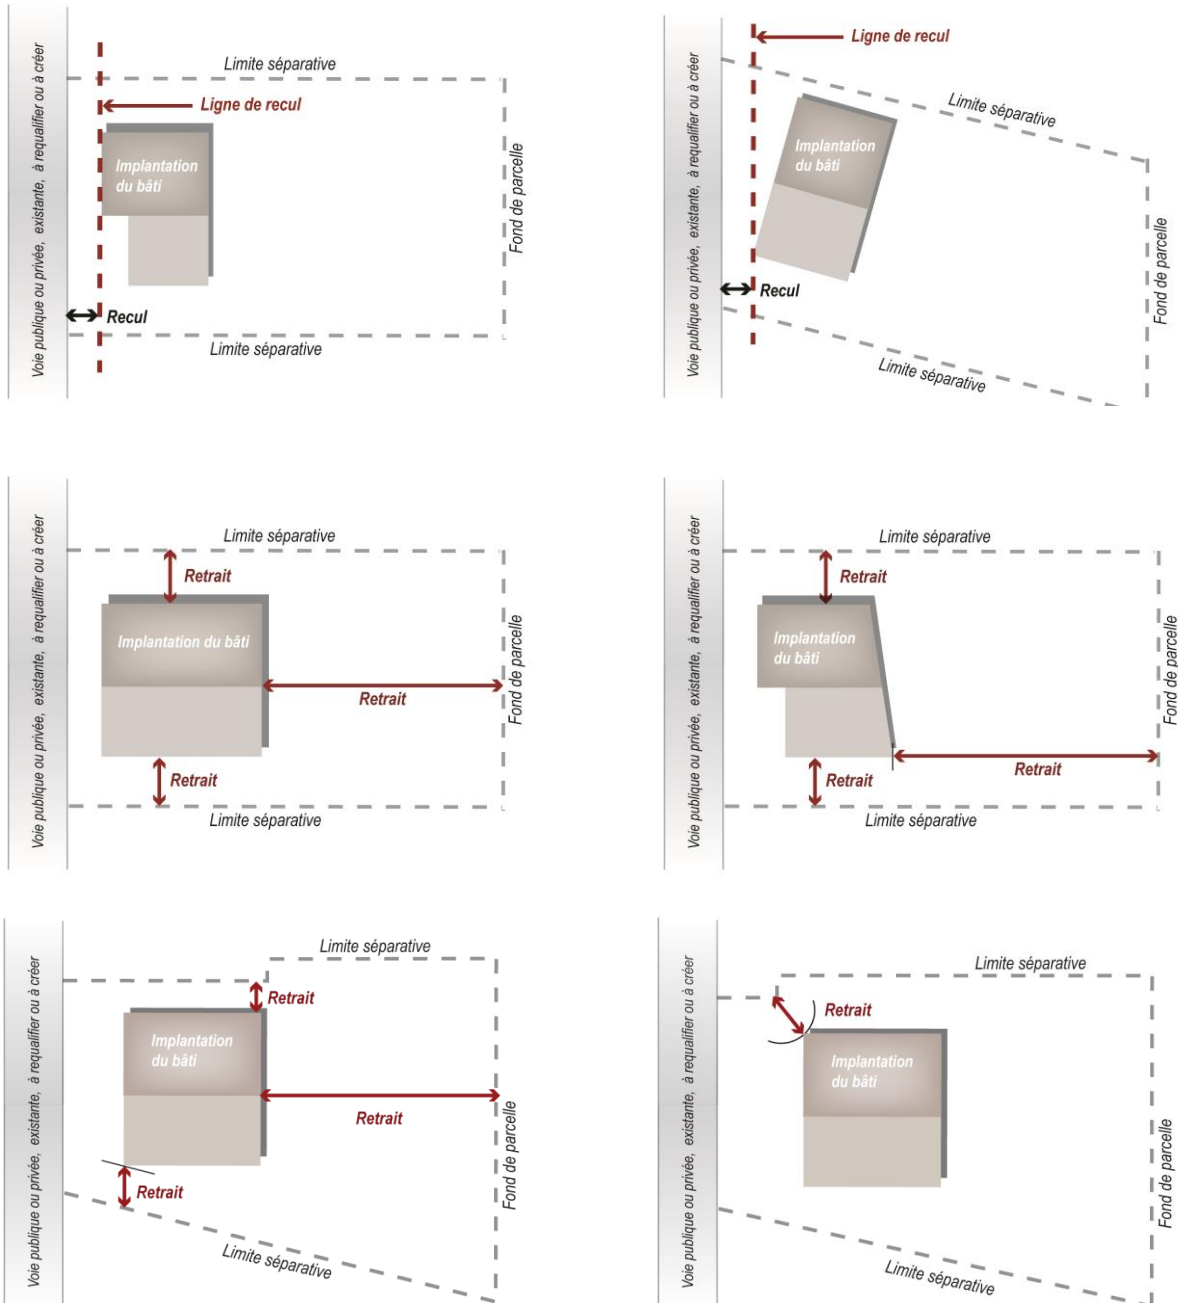 Voie publique ou privée, existante, à requalifier ou à créer
Limite séparative
Ligne de recul
Implantation
du bâti
Fond de parcelle
Recul
Limite séparative
Voie publique ou privée, existante, à requalifier ou à créer
Ligne de recul
Limite séparative
Implantation
du bâti
Fond de parcelle
Recul
Limite séparative
Voie publique ou privée, existante, à requalifier ou à créer
Limite séparative
Retrait
Implantation du bâti
Retrait
Fond de parcelle
Retrait
Limite séparative
Voie publique ou privée, existante, à requalifier ou à créer
Limite séparative
Retrait
Implantation
du bâti
Fond de parcelle
Retrait
Retrait
Limite séparative
Voie publique ou privée, existante, à requalifier ou à créer
Limite séparative
Retrait
Implantation
du bâti
Retrait
Fond de parcelle
Retrait
Limite séparative
Voie publique ou privée, existante, à requalifier ou à créer
Limite séparative
Retrait
Implantation
du bâti
Fond de parcelle
Limite séparative